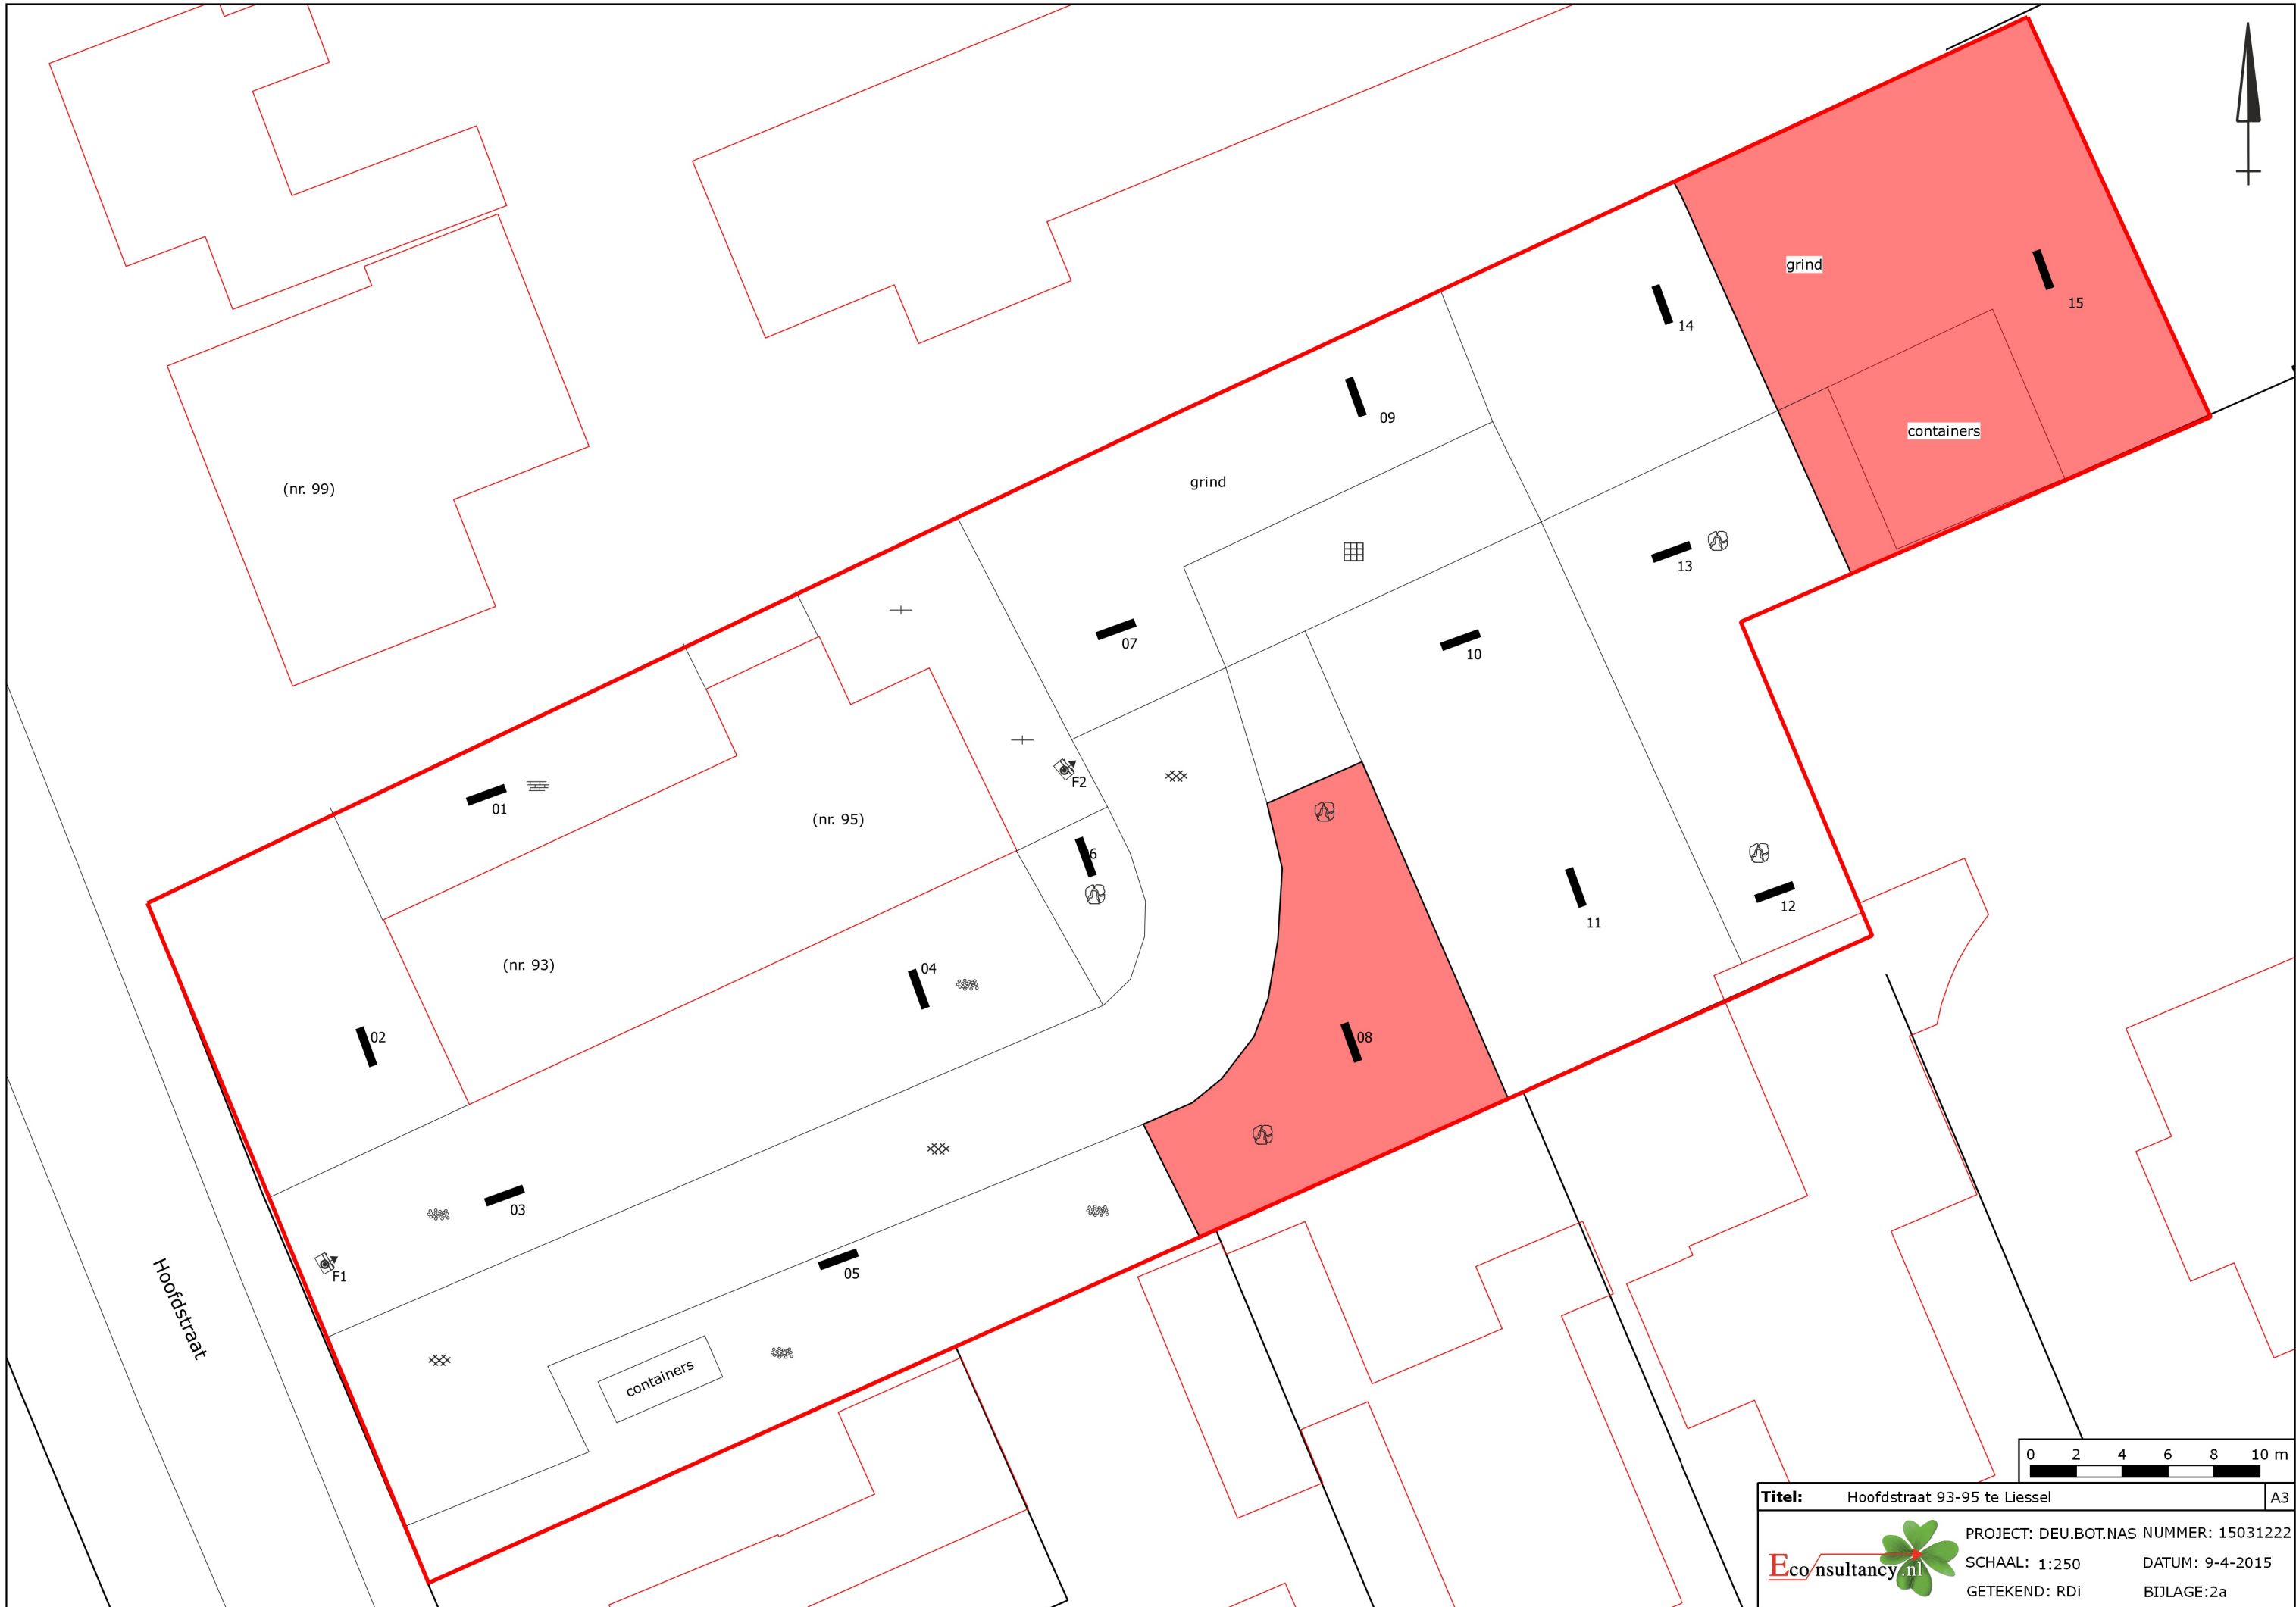 grind
15
14
containers
09
(nr. 99)
grind
13
07
10
F2
01
(nr. 95)
6
12
11
(nr. 93)
04
02
08
03
F1
05
Hoofdstraat
containers
0 2 4 6 8 10 m
Titel: Hoofdstraat 93-95 te Liessel A3
PROJECT: DEU.BOT.NAS NUMMER: 15031222
SCHAAL: 1:250 DATUM: 9-4-2015
GETEKEND: RDi BIJLAGE:2a
Econsultancy.nl